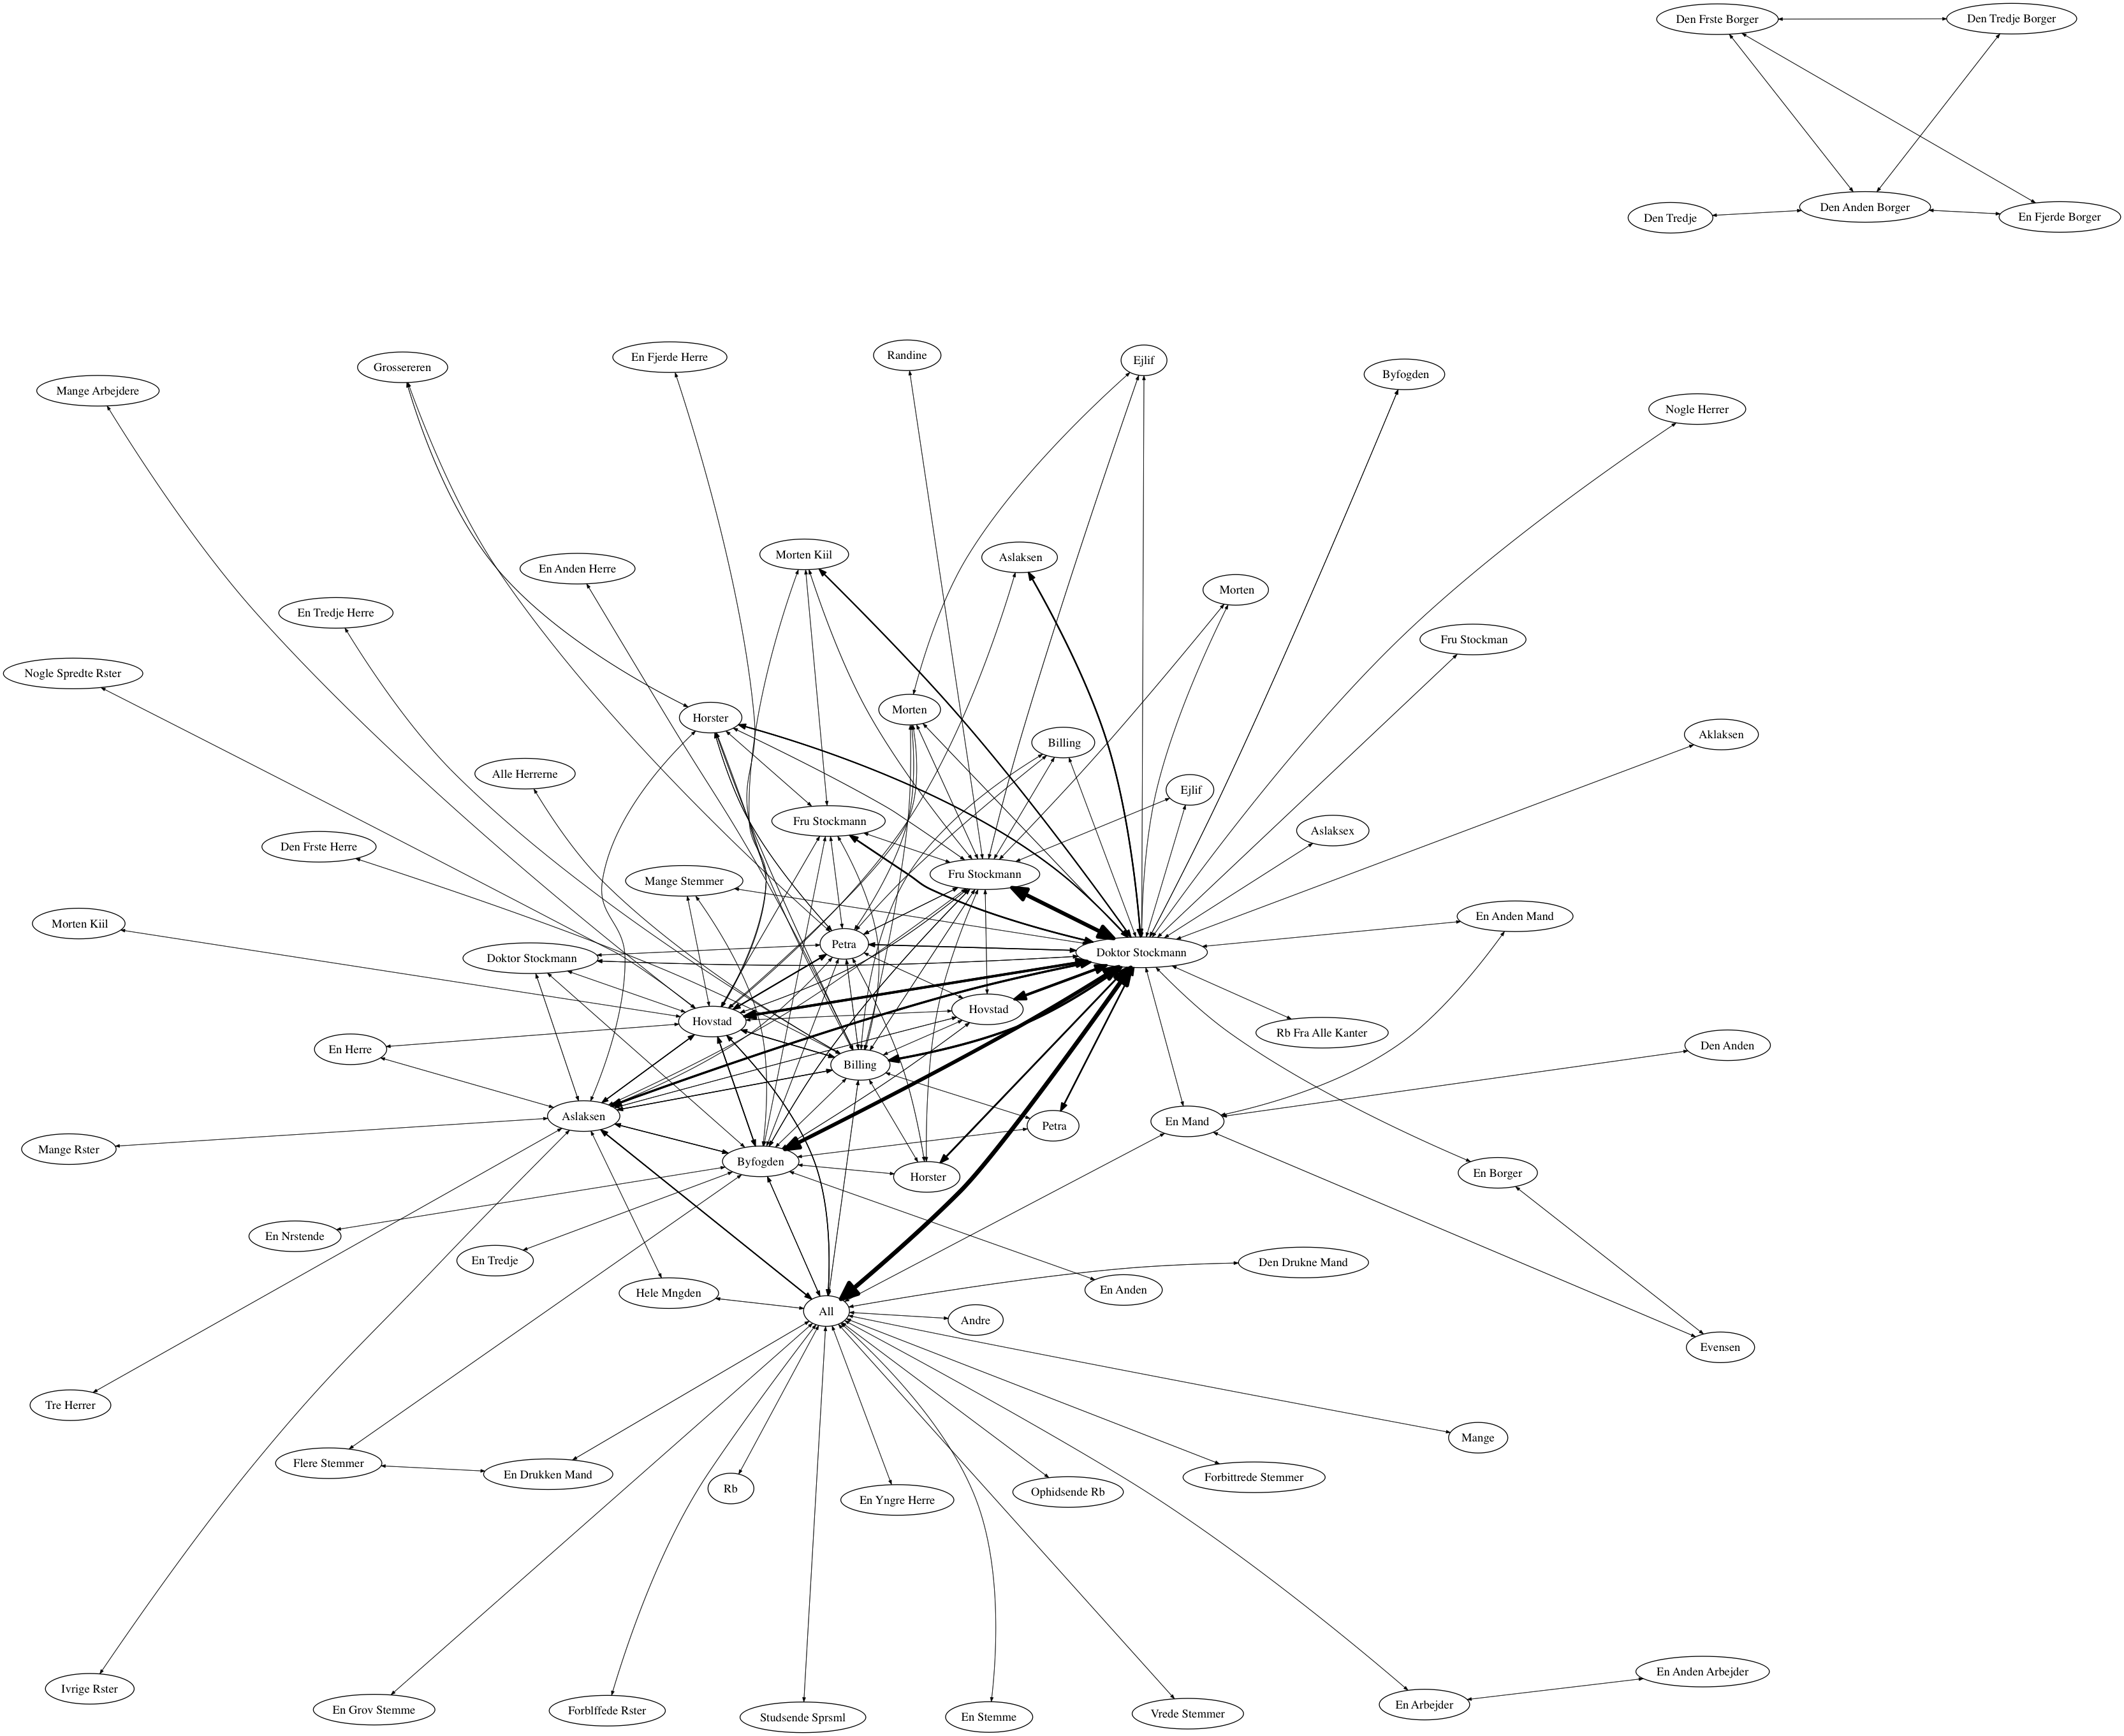 Den Frste Borger
Den Tredje Borger
Den Anden Borger
Den Tredje
En Fjerde Borger
Randine
En Fjerde Herre
Ejlif
Grossereren
Byfogden
Mange Arbejdere
Nogle Herrer
Morten Kiil
Aslaksen
En Anden Herre
Morten
En Tredje Herre
Fru Stockman
Nogle Spredte Rster
Morten
Horster
Aklaksen
Billing
Alle Herrerne
Ejlif
Fru Stockmann
Aslaksex
Den Frste Herre
Fru Stockmann
Mange Stemmer
En Anden Mand
Morten Kiil
Petra
Doktor Stockmann
Doktor Stockmann
Hovstad
Hovstad
Rb Fra Alle Kanter
Den Anden
En Herre
Billing
Aslaksen
En Mand
Petra
Mange Rster
Byfogden
En Borger
Horster
En Nrstende
En Tredje
Den Drukne Mand
En Anden
Hele Mngden
All
Andre
Evensen
Tre Herrer
Mange
Flere Stemmer
En Drukken Mand
Forbittrede Stemmer
Rb
Ophidsende Rb
En Yngre Herre
En Anden Arbejder
Ivrige Rster
En Arbejder
En Grov Stemme
Forblffede Rster
Vrede Stemmer
Studsende Sprsml
En Stemme